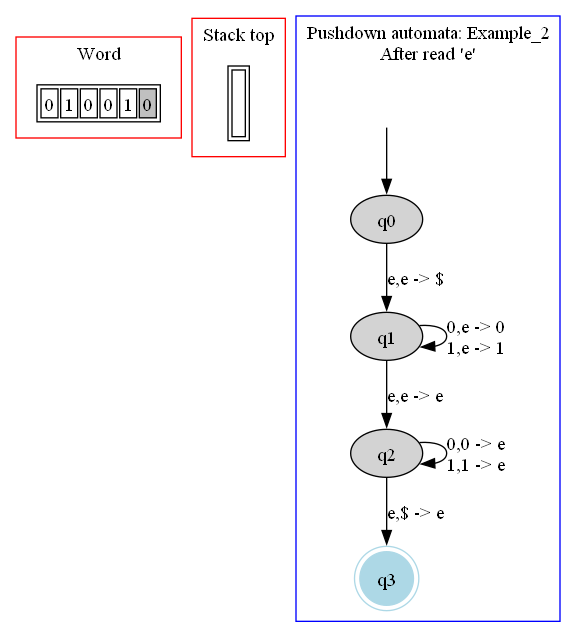 Word
0 1 0 0 1 0
Stack top
Pushdown automata: Example_2
After read 'e'
q0
e,e -> $
q1
0,e -> 0
1,e -> 1
e,e -> e
q2
0,0 -> e
1,1 -> e
e,$ -> e
q3